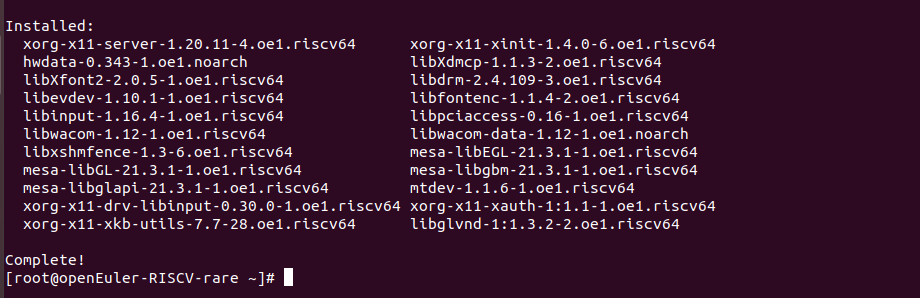 Installed:
xorg-x11-server-1.20.11-4.oe1.riscv64 xorg-x11-xinit-1.4.0-6.oe1.riscv64
hwdata-0.343-1.oe1.noarch libXdmcp-1.1.3-2.oe1.riscv64
libXfont2-2.0.5-1.oe1.riscv64 libdrm-2.4.109-3.oe1.riscv64
libevdev-1.10.1-1.oe1.riscv64 libfontenc-1.1.4-2.oe1.riscv64
libinput-1.16.4-1.oe1.riscv64 libpciaccess-0.16-1.oe1.riscv64
libwacom-1.12-1.oe1.riscv64 libwacom-data-1.12-1.oe1.noarch
libxshmfence-1.3-6.oe1.riscv64 mesa-libEGL-21.3.1-1.oe1.riscv64
mesa-libGL-21.3.1-1.oe1.riscv64 mesa-libgbm-21.3.1-1.oe1.riscv64
mesa-libglapi-21.3.1-1.oe1.riscv64 mtdev-1.1.6-1.oe1.riscv64
xorg-x11-drv-libinput-0.30.0-1.oe1.riscv64 xorg-x11-xauth-1:1.1-1.oe1.riscv64
xorg-x11-xkb-utils-7.7-28.oe1.riscv64 libglvnd-1:1.3.2-2.oe1.riscv64
Complete!
[root@openEuler-RISCV-rare ~]#